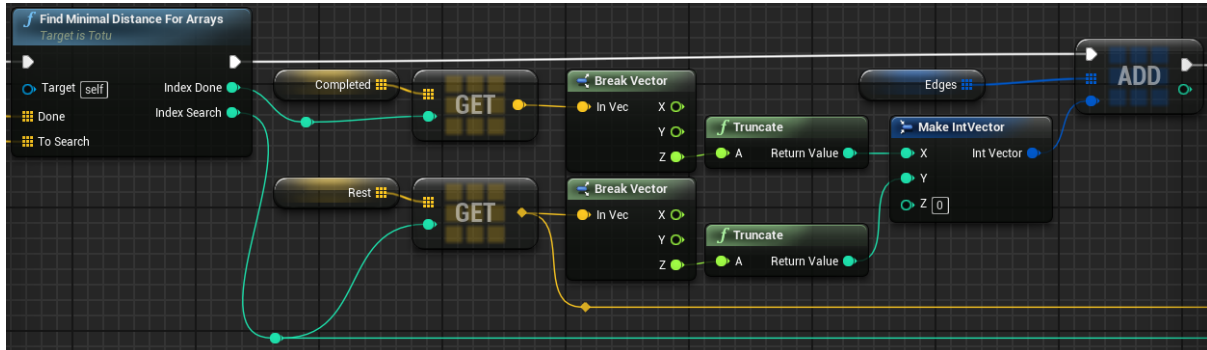 Find Minimal Distance For Arrays
Target is Totu
Target self
Index Done
Index Search
Done
To Search
Completed
GET
Break Vector
In Vec
X
Y
Z
Truncate
A
Return Value
Rest
GET
Break Vector
In Vec
X
Y
Z
Truncate
A
Return Value
Edges
Make IntVector
X
Int Vector
Y
Z 0
ADD